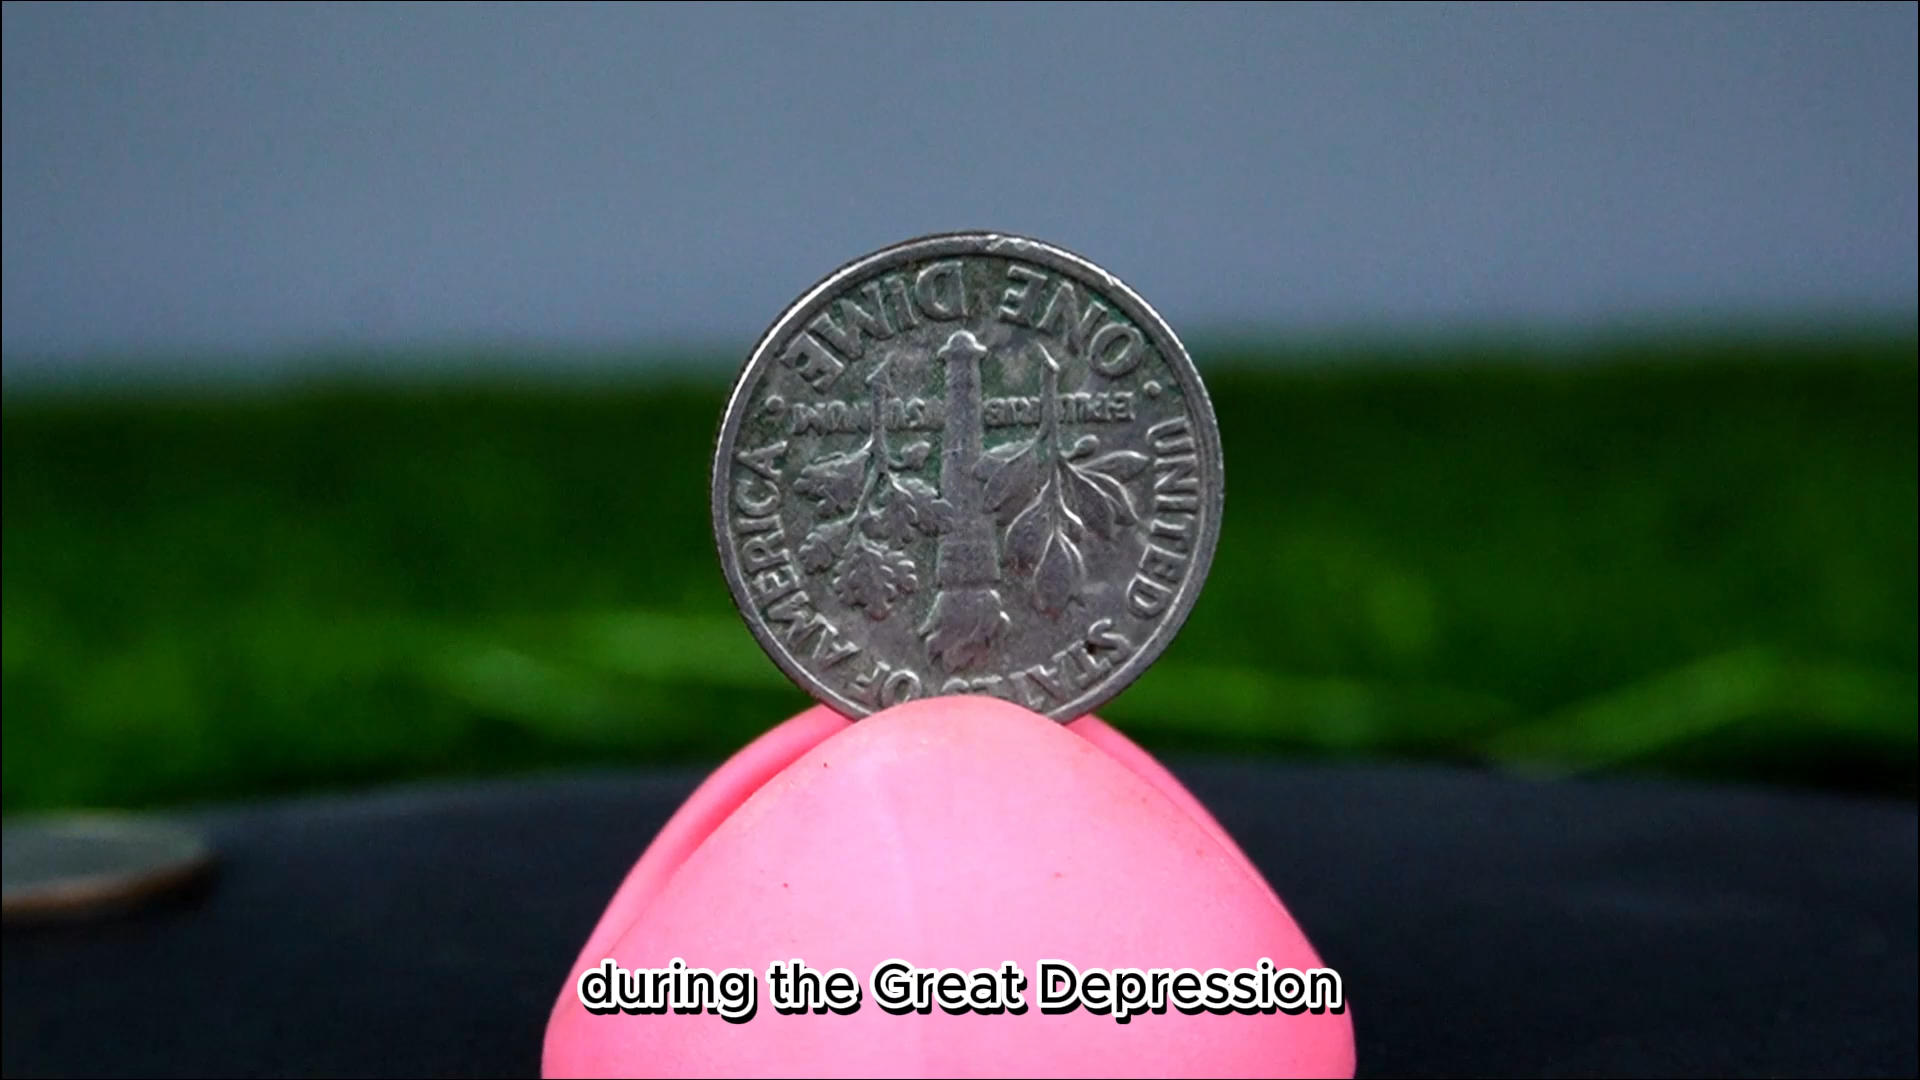 UNITED STATES OF AMERICA
E PLURIBUS UNUM
ONE DIME
during the Great Depression